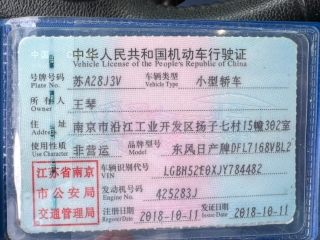 中华人民共和国机动车行驶证
Vehicle License of the People's Republic of China
号牌号码 苏A28J3V 车辆类型 小型轿车
Plate No. Vehicle Type
所有人 王琴
Owner
住址 南京市沿江工业开发区扬子七村15幢302室
Address
使用性质 非营运 品牌型号 东风日产牌DFL7168VBL2
Use Character Model
江苏省南京
市公安局
交通管理局
车辆识别代号 LGBH52E0XJY784482
VIN
发动机号码 425283J
Engine No.
注册日期 2018-10-11 发证日期 2018-10-11
Register Date Issue Date